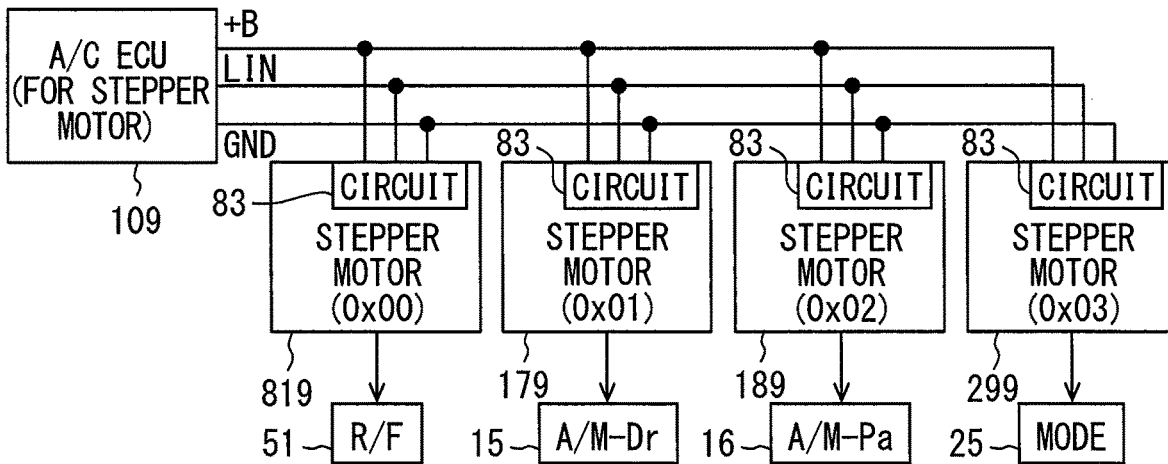 +B
A/C ECU
(FOR STEPPER
MOTOR)
LIN
GND
109
83
CIRCUIT
83
CIRCUIT
83
CIRCUIT
83
CIRCUIT
STEPPER
MOTOR
(0x00)
STEPPER
MOTOR
(0x01)
STEPPER
MOTOR
(0x02)
STEPPER
MOTOR
(0x03)
819
179
189
299
51
R/F
15
A/M-Dr
16
A/M-Pa
25
MODE